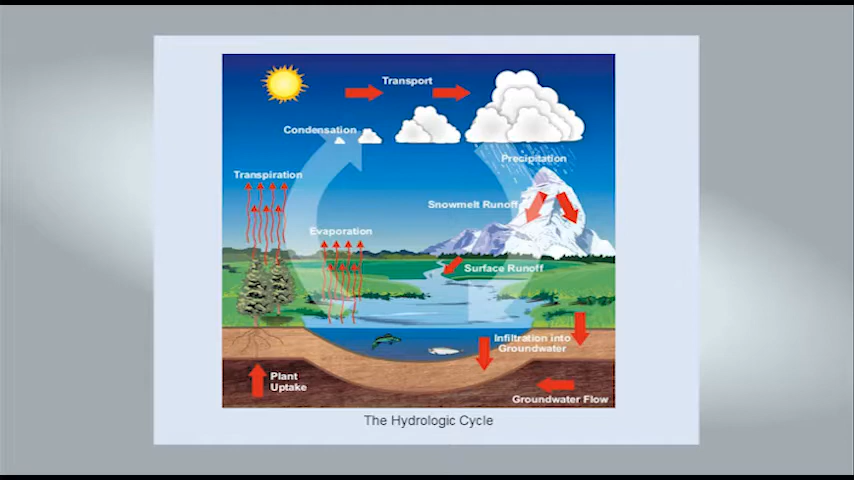 Transport
Condensation
Precipitation
Transpiration
Snowmelt Runoff
Evaporation
Surface Runoff
Infiltration into
Groundwater
Plant
Uptake
Groundwater Flow
The Hydrologic Cycle